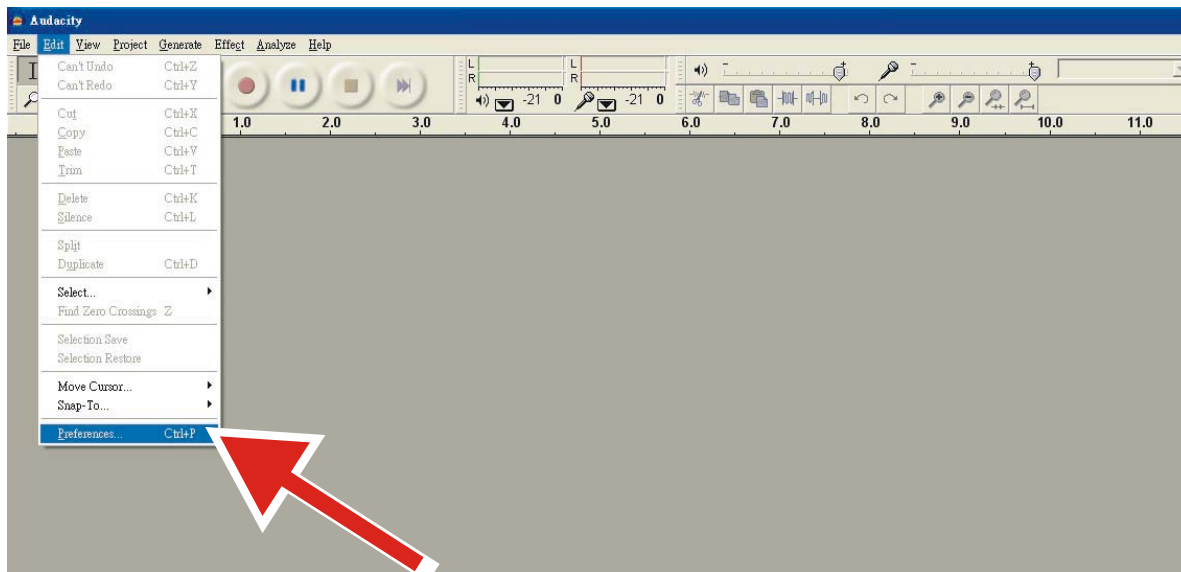 Audacity
File Edit View Project Generate Effect Analyze Help
Can't Undo Ctrl+Z
Can't Redo Ctrl+Y
Cut Ctrl+X
Copy Ctrl+C
Paste Ctrl+V
Trim Ctrl+T
Delete Ctrl+K
Silence Ctrl+L
Split
Duplicate Ctrl+D
Select...
Find Zero Crossings Z
Selection Save
Selection Restore
Move Cursor...
Snap-To...
Preferences... Ctrl+P
L L
R R
-21 0 -21 0
1.0 2.0 3.0 4.0 5.0 6.0 7.0 8.0 9.0 10.0 11.0